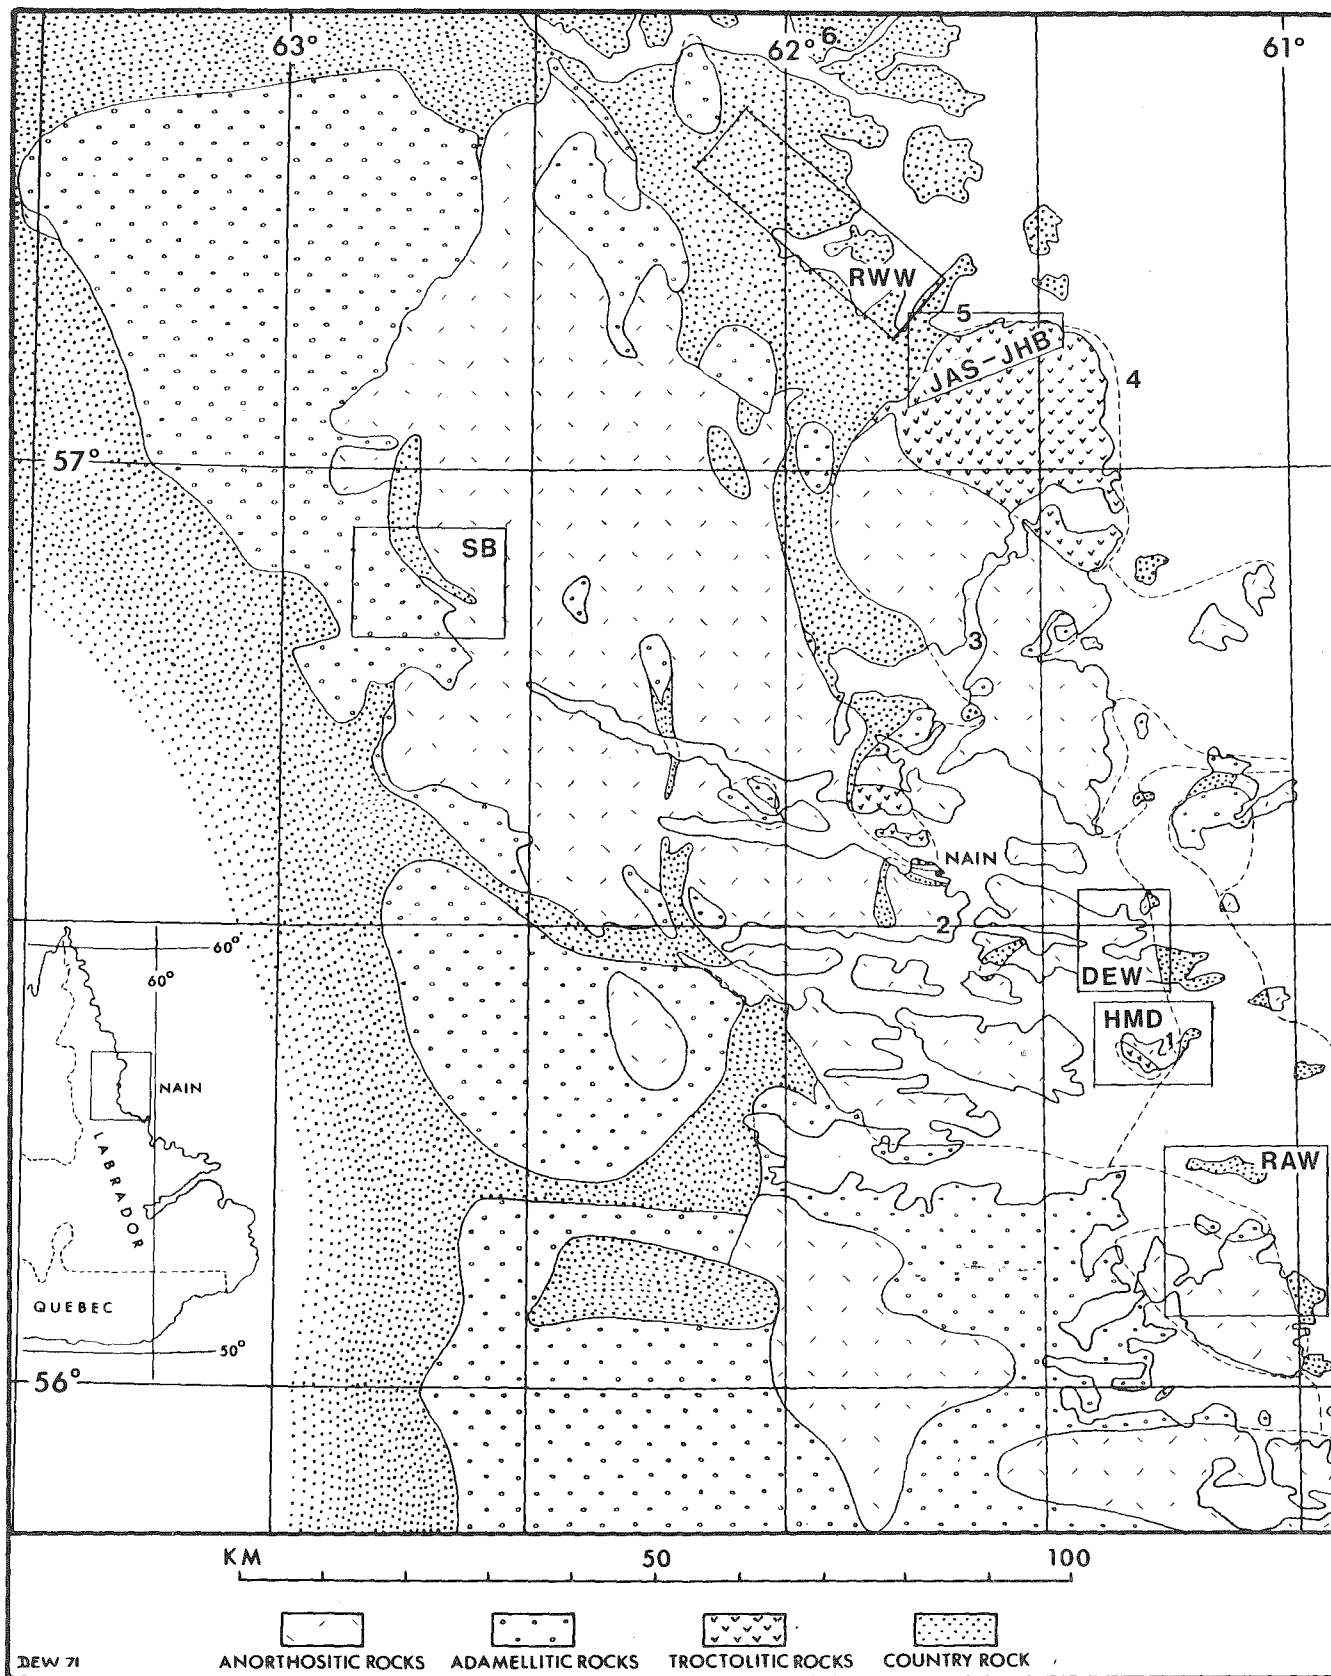 63°
62°
6
61°
RWW
5
JAS-JHB
4
57°
SB
3
NAIN
2
DEW
HMD
1
RAW
60°
60°
NAIN
LABRADOR
QUEBEC
50°
56°
KM 50 100
ANORTHOSITIC ROCKS ADAMELLITIC ROCKS TROCTOLITIC ROCKS COUNTRY ROCK
DEW 71